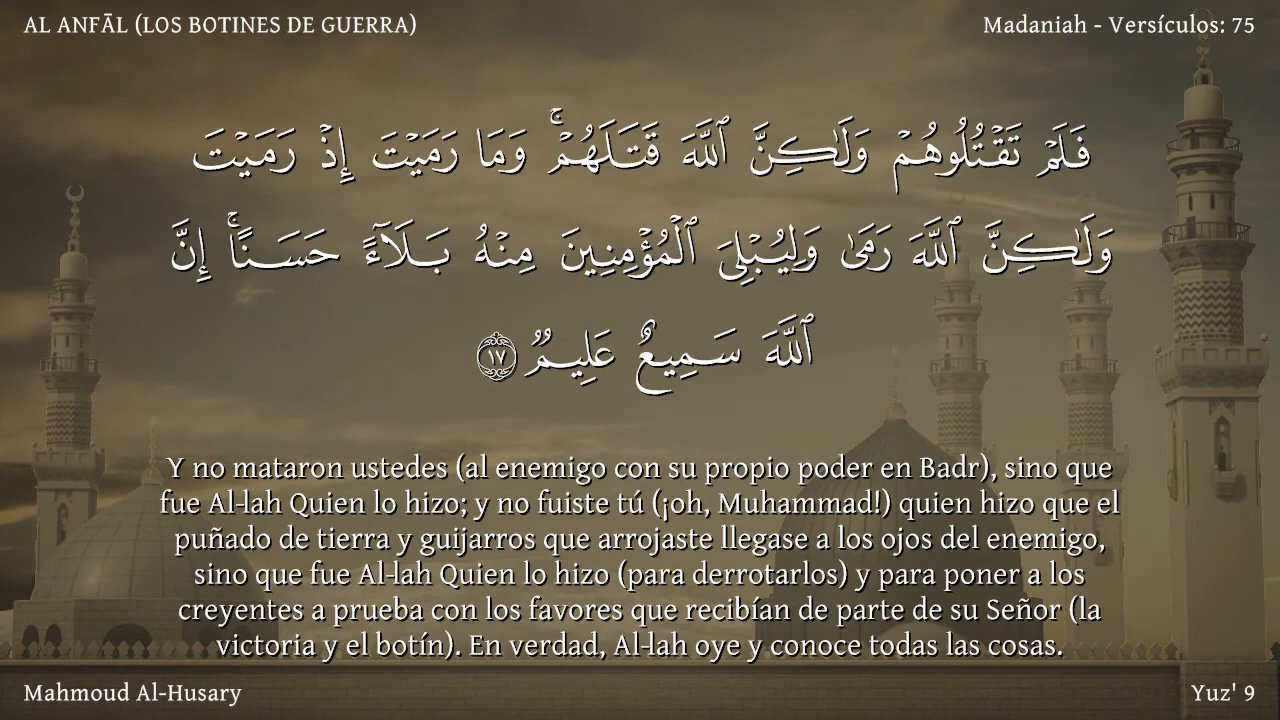 AL ANFĀL (LOS BOTINES DE GUERRA)
Madaniah - Versículos: 75
فَلَمْ تَقْتُلُوهُمْ وَلَٰكِنَّ ٱللَّهَ قَتَلَهُمْ ۚ وَمَا رَمَيْتَ إِذْ رَمَيْتَ
وَلَٰكِنَّ ٱللَّهَ رَمَىٰ وَلِيُبْلِىَ ٱلْمُؤْمِنِينَ مِنْهُ بَلَآءً حَسَنًا ۚ إِنَّ
ٱللَّهَ سَمِيعٌ عَلِيمٌ ١٧
Y no mataron ustedes (al enemigo con su propio poder en Badr), sino que
fue Al-lah Quien lo hizo; y no fuiste tú (¡oh, Muhammad!) quien hizo que el
puñado de tierra y guijarros que arrojaste llegase a los ojos del enemigo,
sino que fue Al-lah Quien lo hizo (para derrotarlos) y para poner a los
creyentes a prueba con los favores que recibían de parte de su Señor (la
victoria y el botín). En verdad, Al-lah oye y conoce todas las cosas.
Mahmoud Al-Husary
Yuz' 9